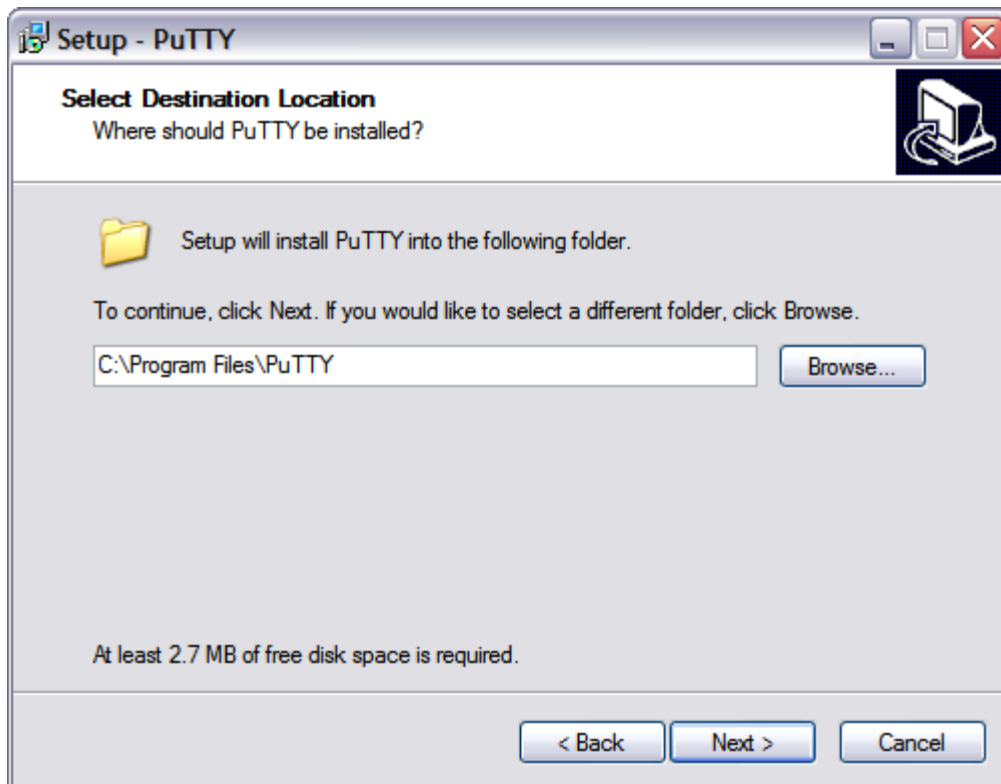 Setup - PuTTY
Select Destination Location
Where should PuTTY be installed?
Setup will install PuTTY into the following folder.
To continue, click Next. If you would like to select a different folder, click Browse.
C:\Program Files\PuTTY
Browse...
At least 2.7 MB of free disk space is required.
< Back
Next >
Cancel